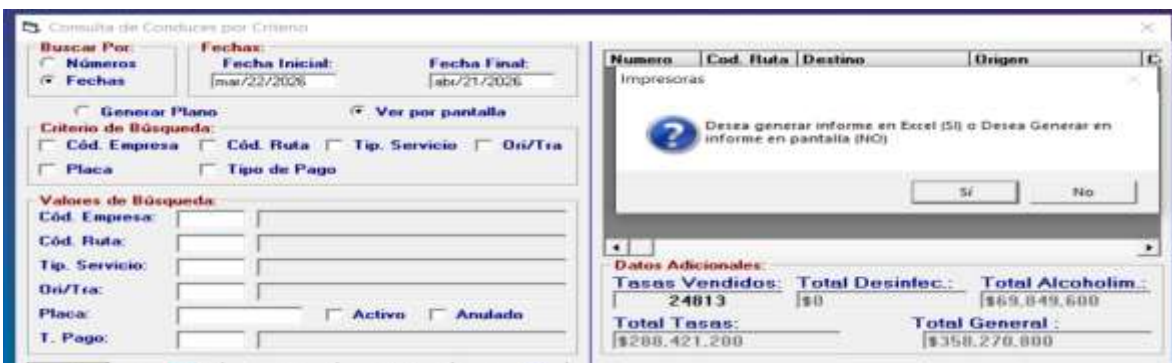 Consulta de Conduces por Criterio
Buscar Por:
Números
Fechas
Fechas:
Fecha Inicial: Fecha Final:
mar/22/2026 abr/21/2026
Generar Plano Ver por pantalla
Criterio de Búsqueda:
Cód. Empresa Cód. Ruta Tip. Servicio Ori/Tra
Placa Tipo de Pago
Valores de Búsqueda:
Cód. Empresa:
Cód. Ruta:
Tip. Servicio:
Ori/Tra:
Placa: Activo Anulado
T. Pago:
Numero Cod. Ruta Destino Origen
Impresoras
Desea generar informe en Excel (SI) o Desea Generar en
informe en pantalla (NO)
Sí No
Datos Adicionales:
Tasas Vendidos: Total Desinfec.: Total Alcoholim.:
24813 $0 $69.849.600
Total Tasas: Total General :
$288.421.200 $358.270.800